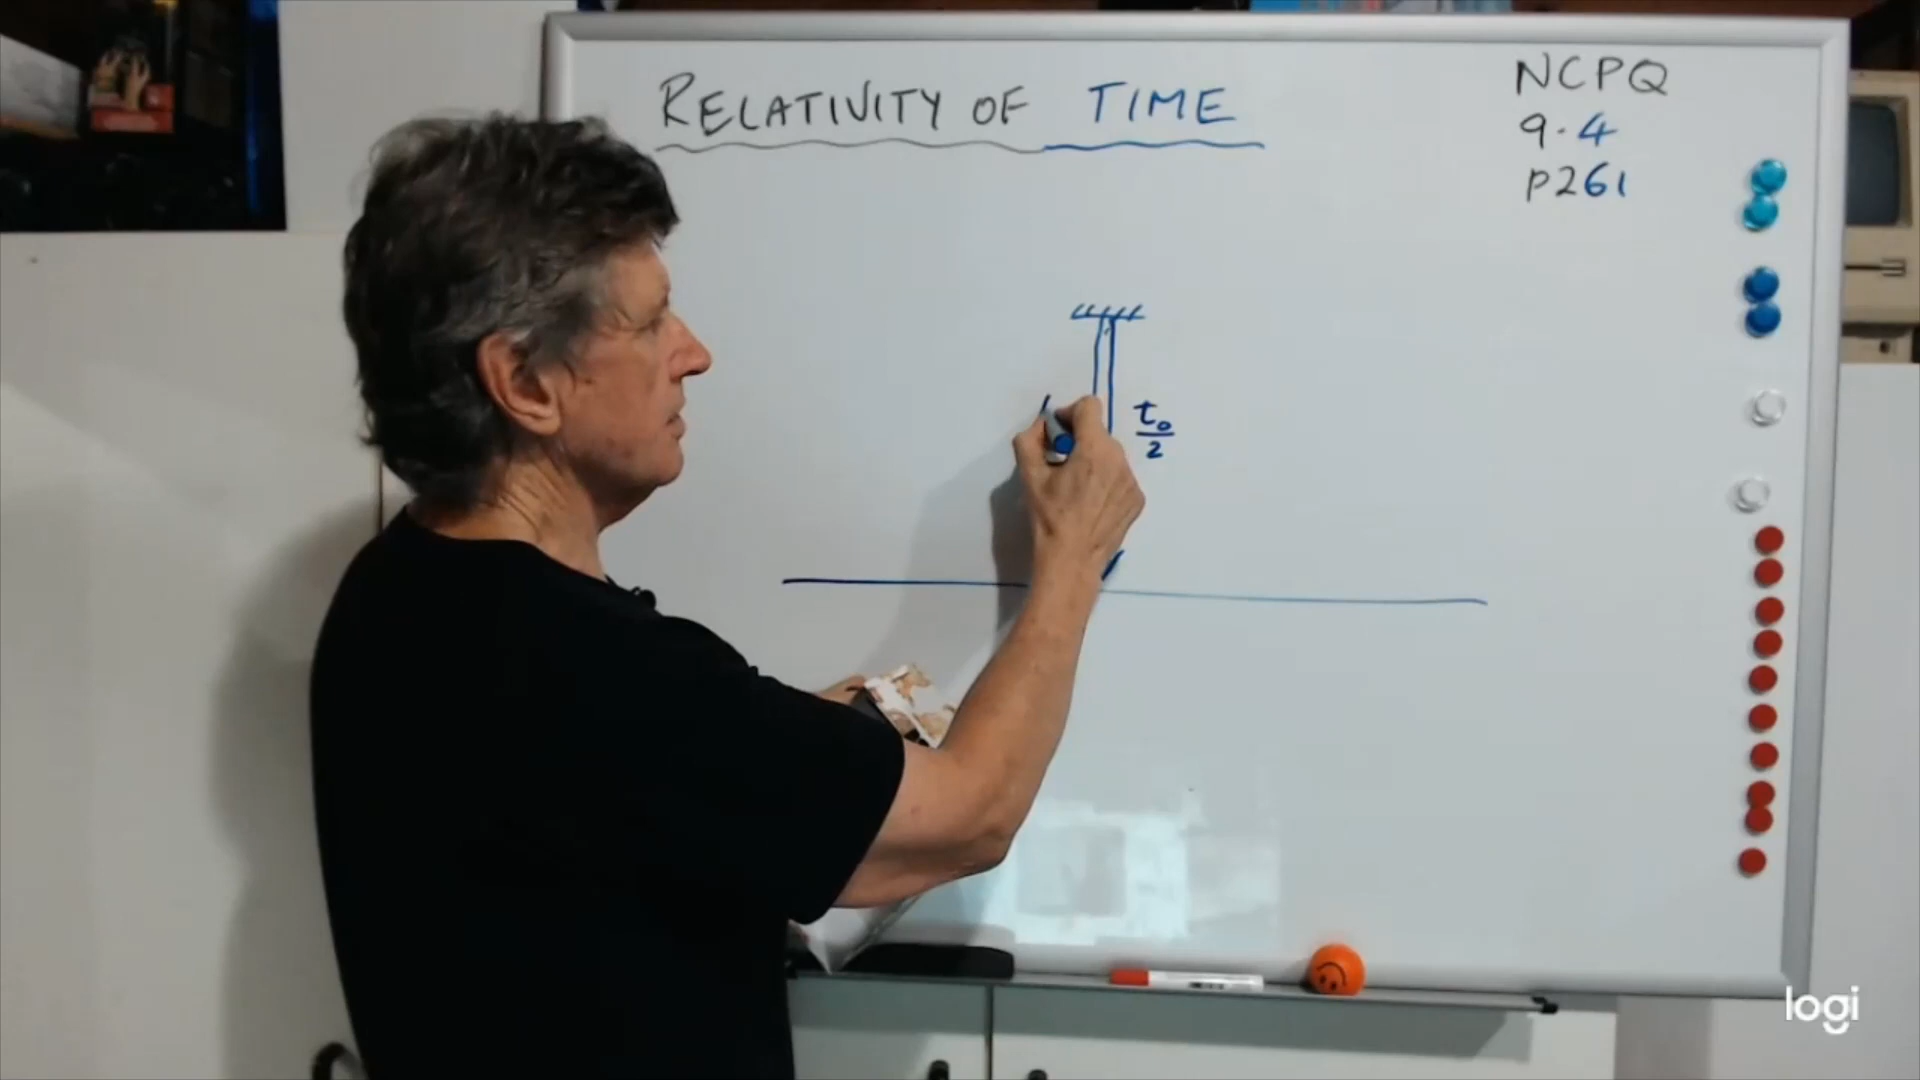 RELATIVITY OF TIME
NCPQ
9.4
p261
t₀
2
logi